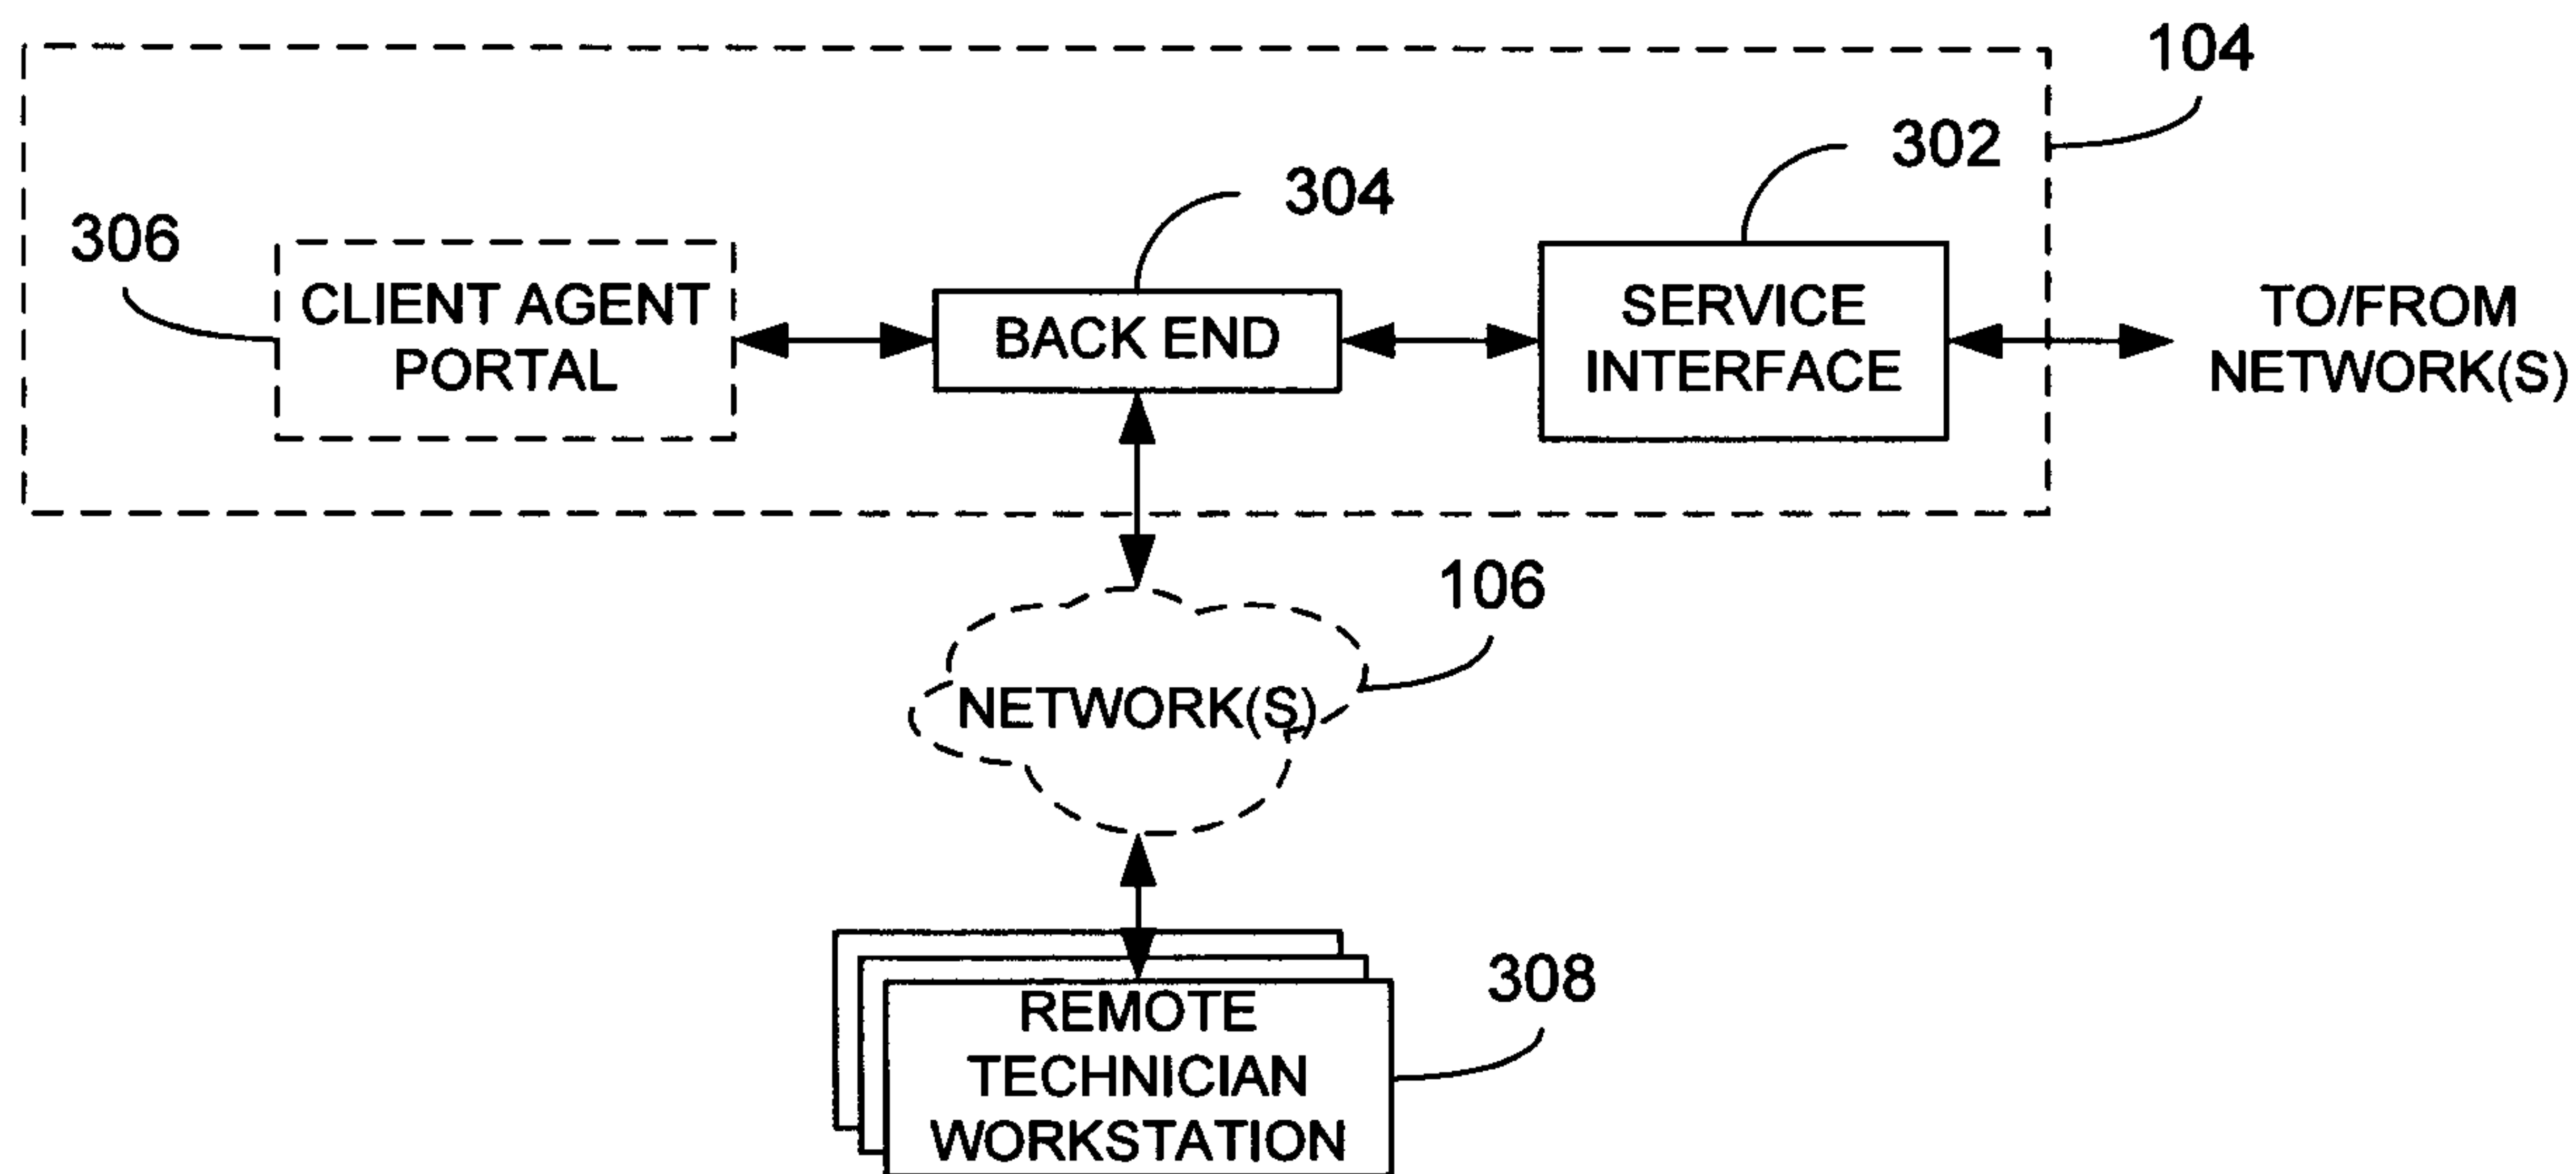 104
302
304
306
CLIENT AGENT
PORTAL
BACK END
SERVICE
INTERFACE
TO/FROM
NETWORK(S)
106
NETWORK(S)
308
REMOTE
TECHNICIAN
WORKSTATION